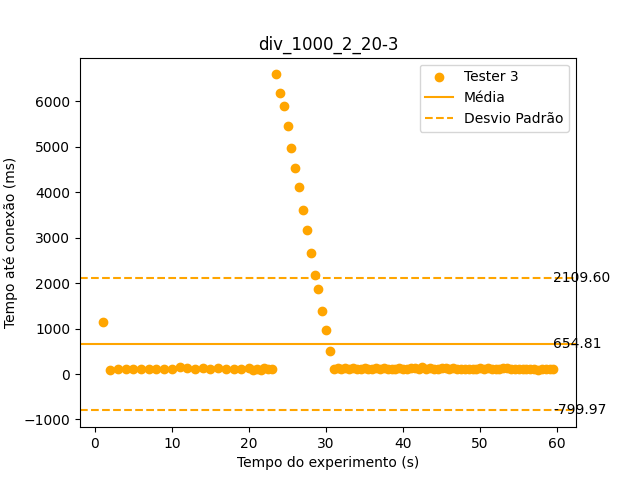 div_1000_2_20-3
Tester 3
Média
Desvio Padrão
6000
5000
4000
3000
2000
1000
0
−1000
Tempo até conexão (ms)
2109.60
654.81
-799.97
0 10 20 30 40 50 60
Tempo do experimento (s)